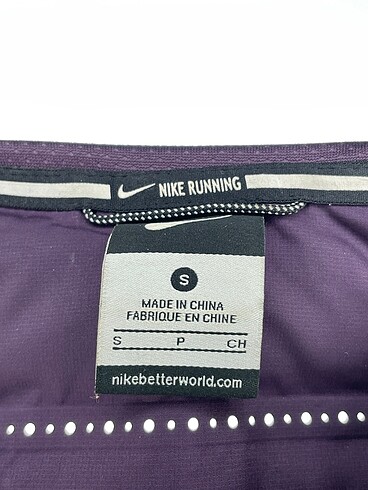 NIKE RUNNING
S
MADE IN CHINA
FABRIQUE EN CHINE
S P CH
nikebetterworld.com